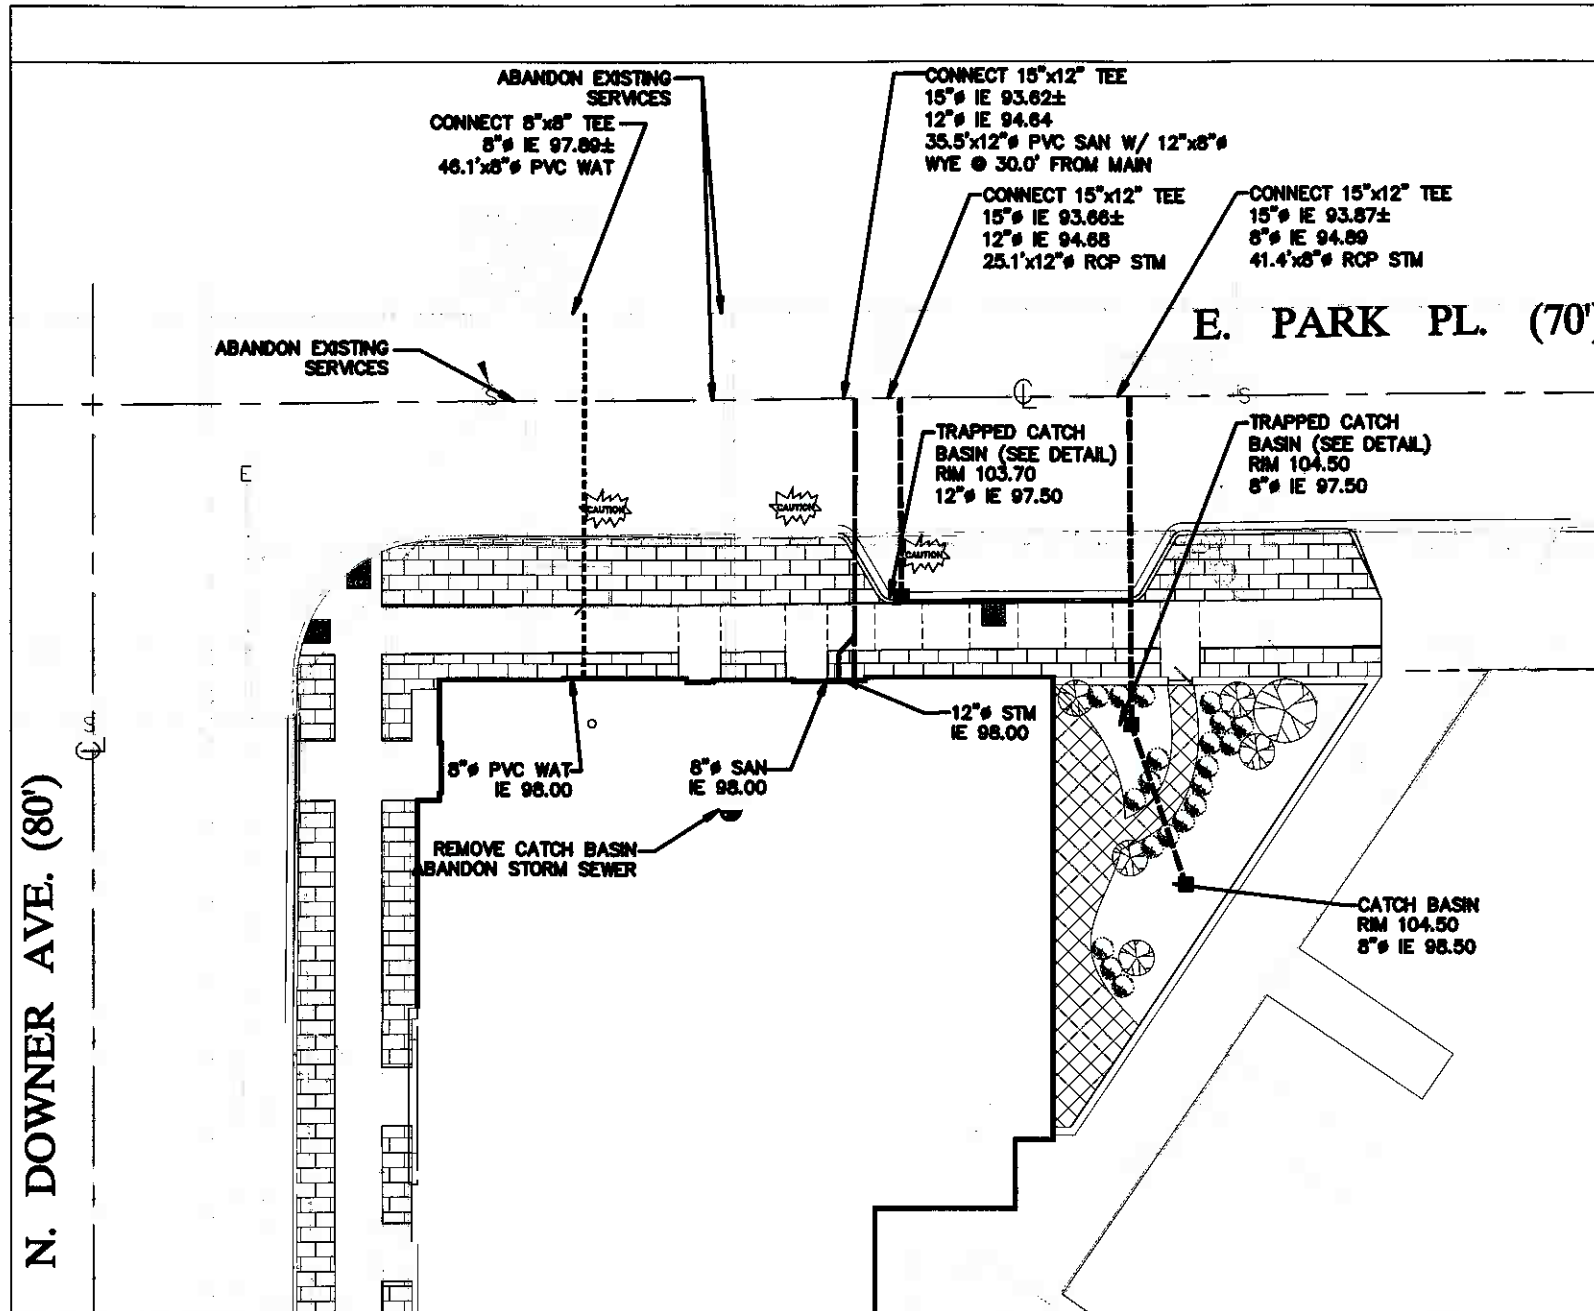 ABANDON EXISTING
SERVICES
CONNECT 8"x8" TEE
8"ø IE 97.89±
46.1'x8"ø PVC WAT
CONNECT 15"x12" TEE
15"ø IE 93.62±
12"ø IE 94.64
35.5'x12"ø PVC SAN W/ 12"x8"ø
WYE @ 30.0' FROM MAIN
CONNECT 15"x12" TEE
15"ø IE 93.66±
12"ø IE 94.68
25.1'x12"ø RCP STM
CONNECT 15"x12" TEE
15"ø IE 93.87±
8"ø IE 94.89
41.4'x8"ø RCP STM
E. PARK PL. (70')
ABANDON EXISTING
SERVICES
S
CL
S
TRAPPED CATCH
BASIN (SEE DETAIL)
RIM 103.70
12"ø IE 97.50
TRAPPED CATCH
BASIN (SEE DETAIL)
RIM 104.50
8"ø IE 97.50
E
CAUTION
CAUTION
CAUTION
S
CL
12"ø STM
IE 98.00
8"ø PVC WAT
IE 98.00
8"ø SAN
IE 98.00
REMOVE CATCH BASIN
ABANDON STORM SEWER
CATCH BASIN
RIM 104.50
8"ø IE 98.50
N. DOWNER AVE. (80')